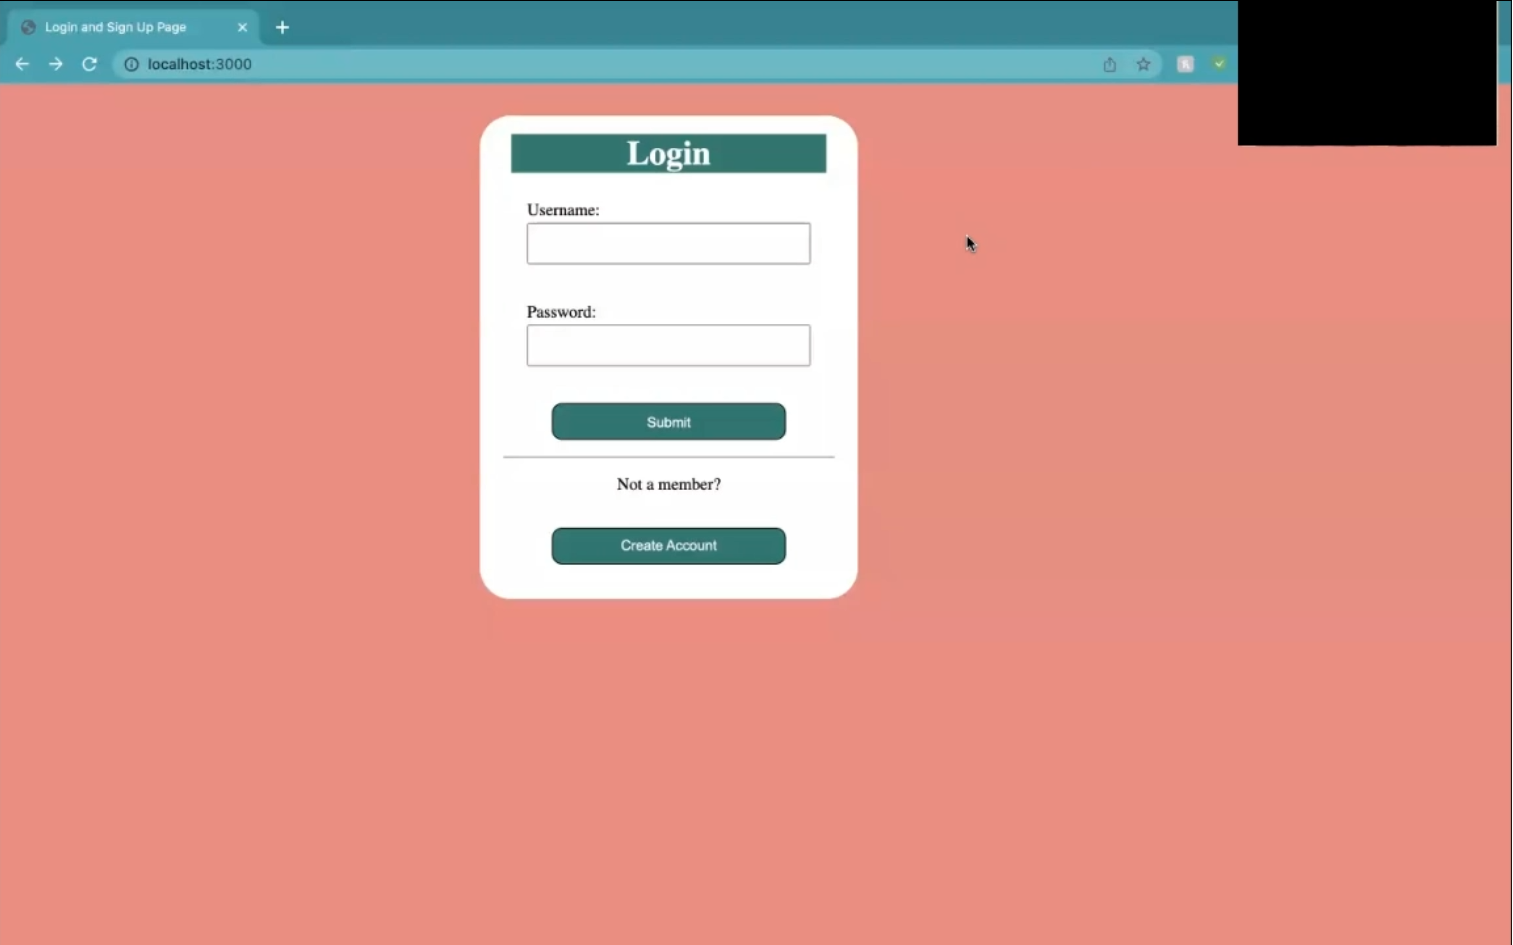 Login and Sign Up Page
localhost:3000
Login
Username:
Password:
Submit
Not a member?
Create Account